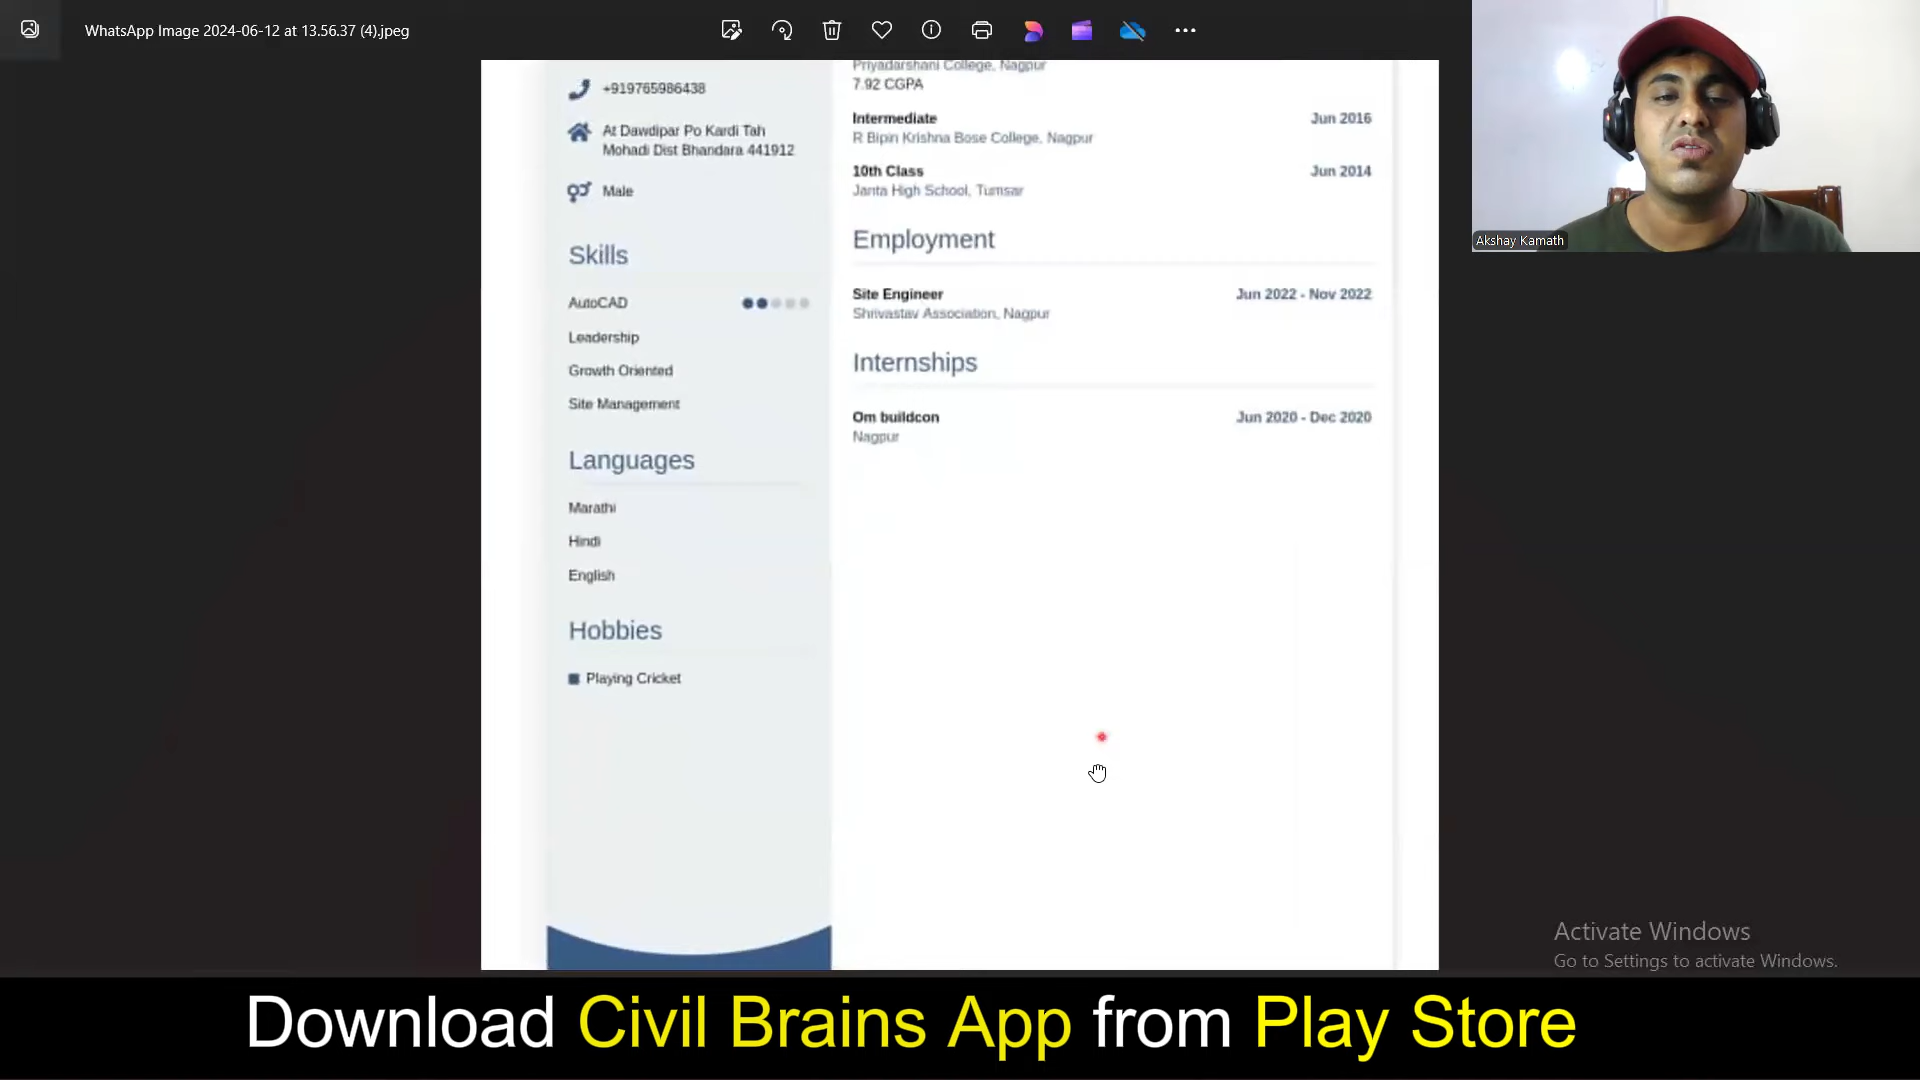 WhatsApp Image 2024-06-12 at 13.56.37 (4).jpeg
Akshay Kamath
+919765986438
At Dawdipar Po Kardi Tah
Mohadi Dist Bhandara 441912
Male
Skills
AutoCAD
Leadership
Growth Oriented
Site Management
Languages
Marathi
Hindi
English
Hobbies
Playing Cricket
Priyadarshani College, Nagpur
7.92 CGPA
Intermediate Jun 2016
R Bipin Krishna Bose College, Nagpur
10th Class Jun 2014
Janta High School, Tumsar
Employment
Site Engineer Jun 2022 - Nov 2022
Shrivastav Association, Nagpur
Internships
Om buildcon Jun 2020 - Dec 2020
Nagpur
Activate Windows
Go to Settings to activate Windows.
Download Civil Brains App from Play Store